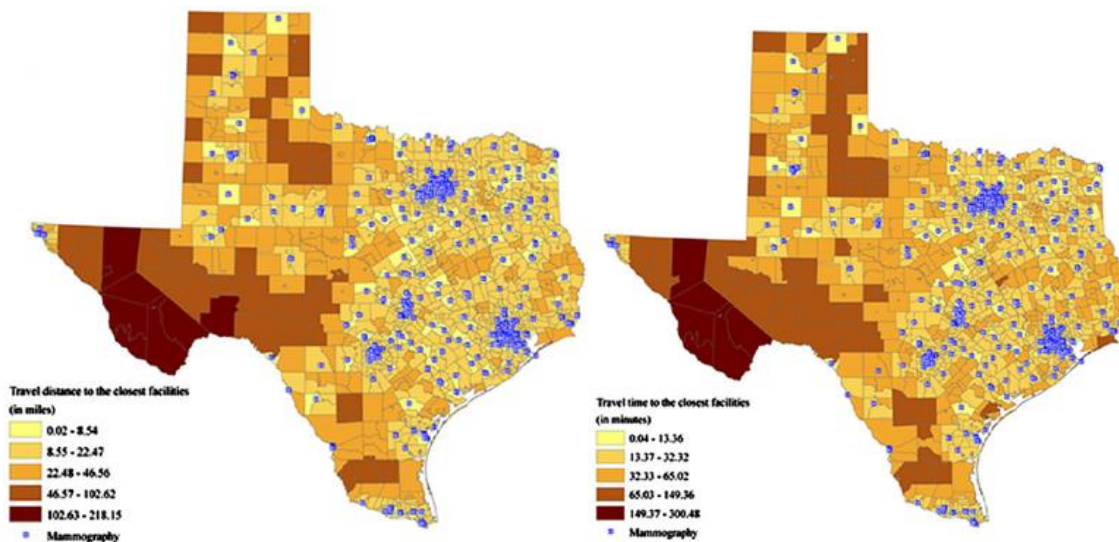 Travel distance to the closest facilities
(in miles)
0.02 - 8.54
8.55 - 22.47
22.48 - 46.56
46.57 - 102.62
102.63 - 218.15
Mammography
Travel time to the closest facilities
(in minutes)
0.04 - 13.36
13.37 - 32.32
32.33 - 65.02
65.03 - 149.36
149.37 - 300.48
Mammography